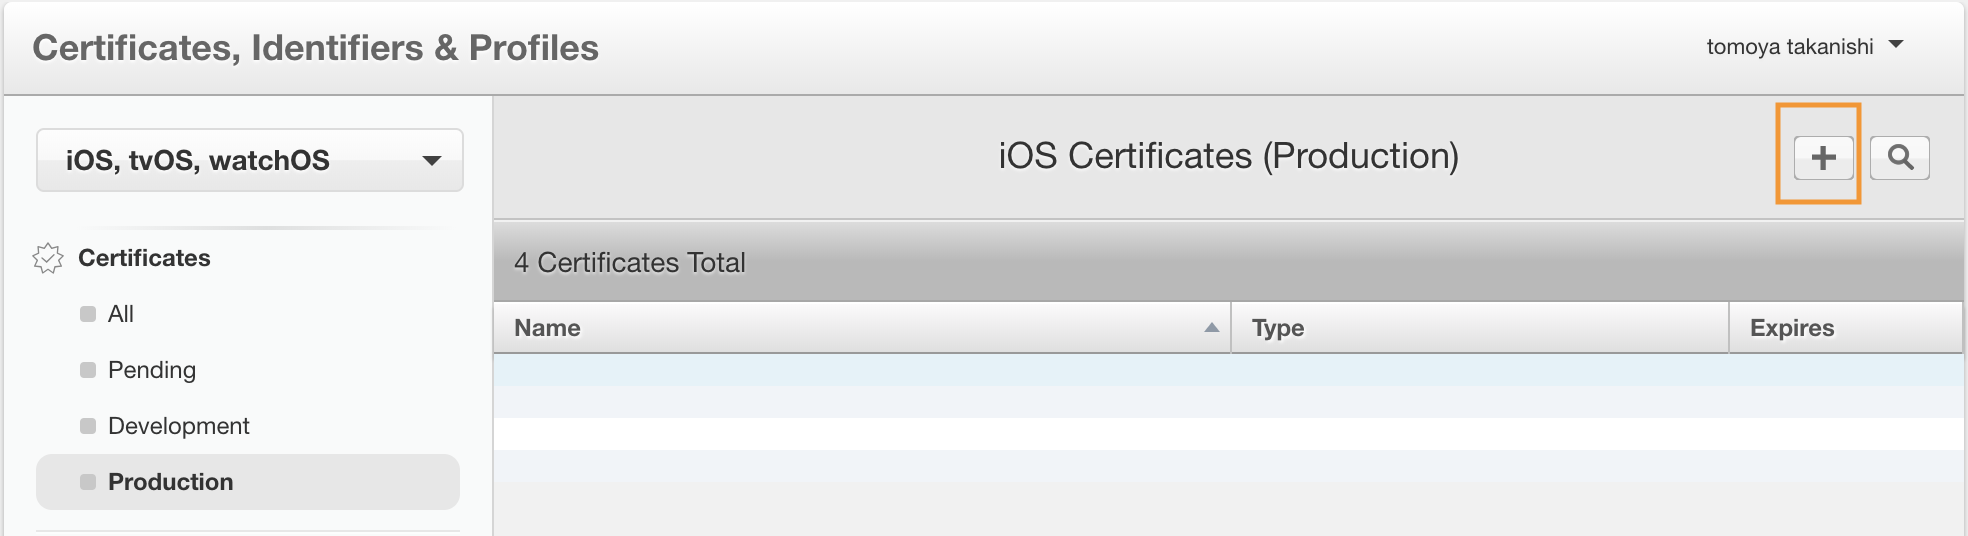 Certificates, Identifiers & Profiles
tomoya takanishi
iOS, tvOS, watchOS
iOS Certificates (Production)
Certificates
All
Pending
Development
Production
4 Certificates Total
Name
Type
Expires